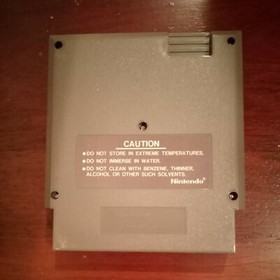 CAUTION
●DO NOT STORE IN EXTREME TEMPERATURES.
●DO NOT IMMERSE IN WATER.
●DO NOT CLEAN WITH BENZENE, THINNER,
ALCOHOL OR OTHER SUCH SOLVENTS.
Nintendo®